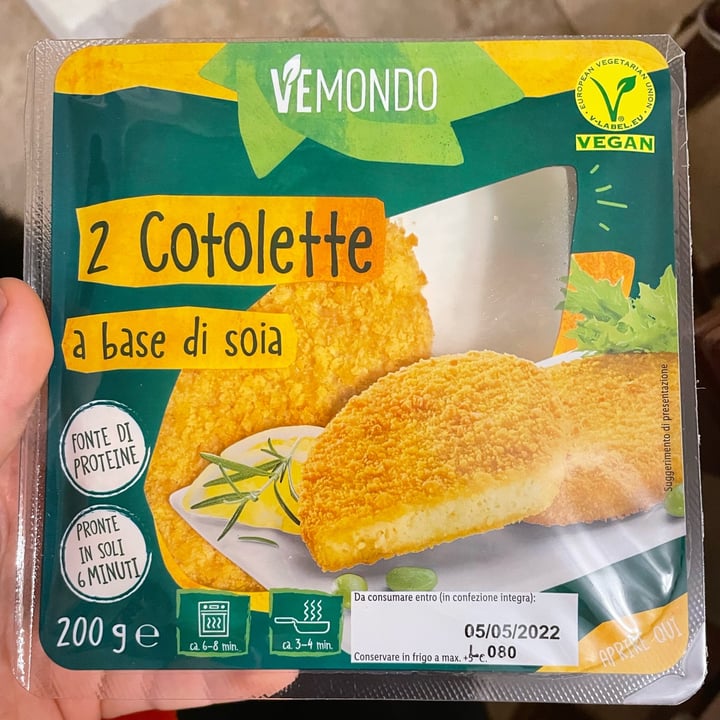 VEMONDO
EUROPEAN VEGETARIAN UNION
V-LABEL.EU
VEGAN
2 Cotolette
a base di soia
FONTE DI
PROTEINE
PRONTE
IN SOLI
6 MINUTI
Suggerimento di presentazione
200 g e
ca. 6-8 min.
ca. 3-4 min.
Da consumare entro (in confezione integra):
05/05/2022
L 080
Conservare in frigo a max. +5°C.
APRIRE QUI